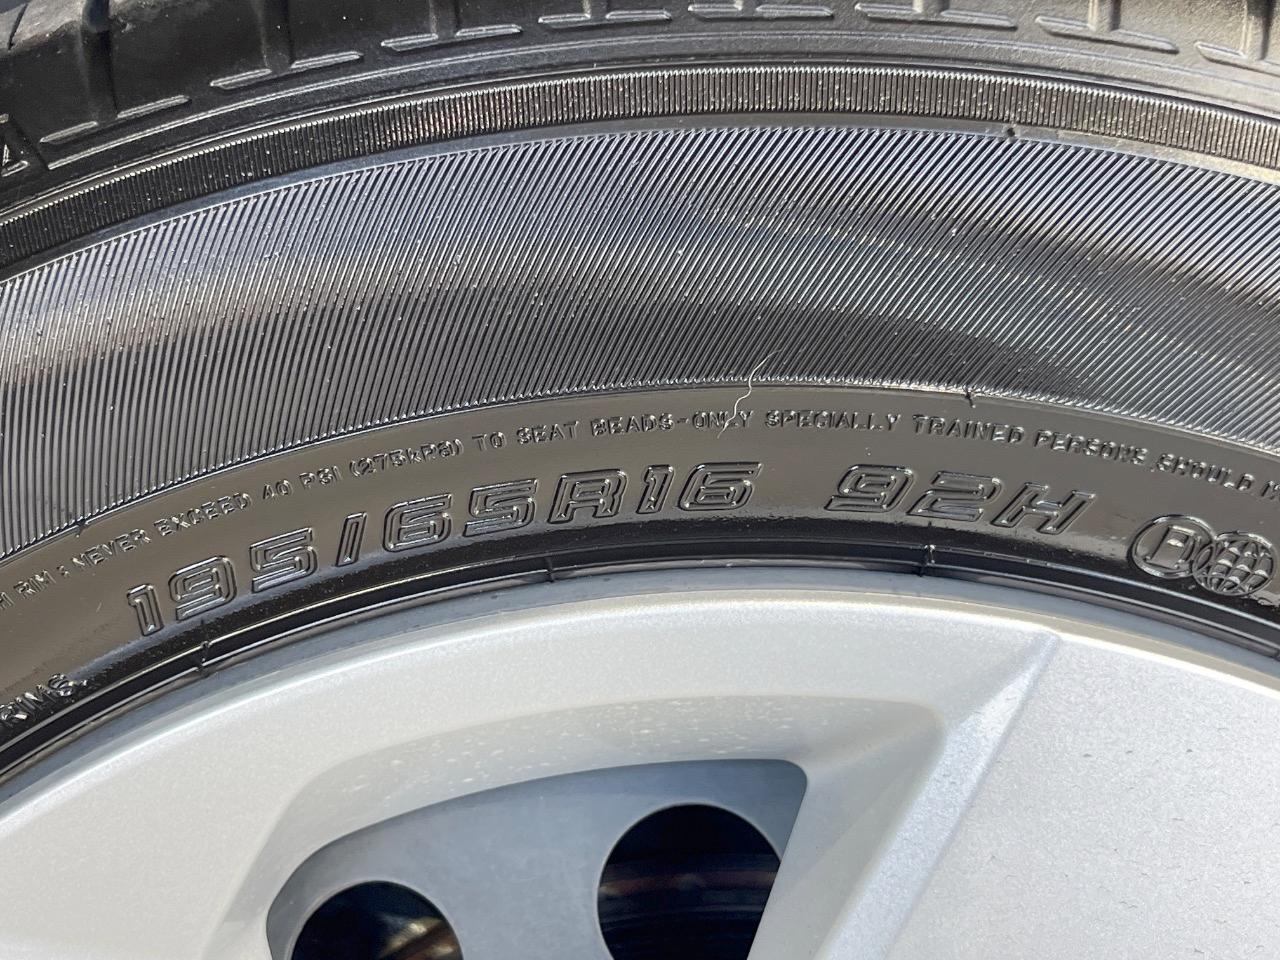 RIM : NEVER EXCEED 40 PSI (275kPa) TO SEAT BEADS-ONLY SPECIALLY TRAINED PERSONS SHOULD
195/65R16 92H
RIMS.